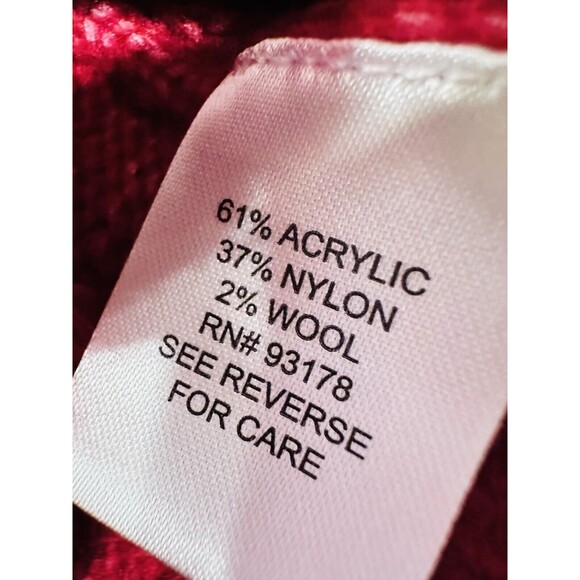 61% ACRYLIC
37% NYLON
2% WOOL
RN# 93178
SEE REVERSE
FOR CARE